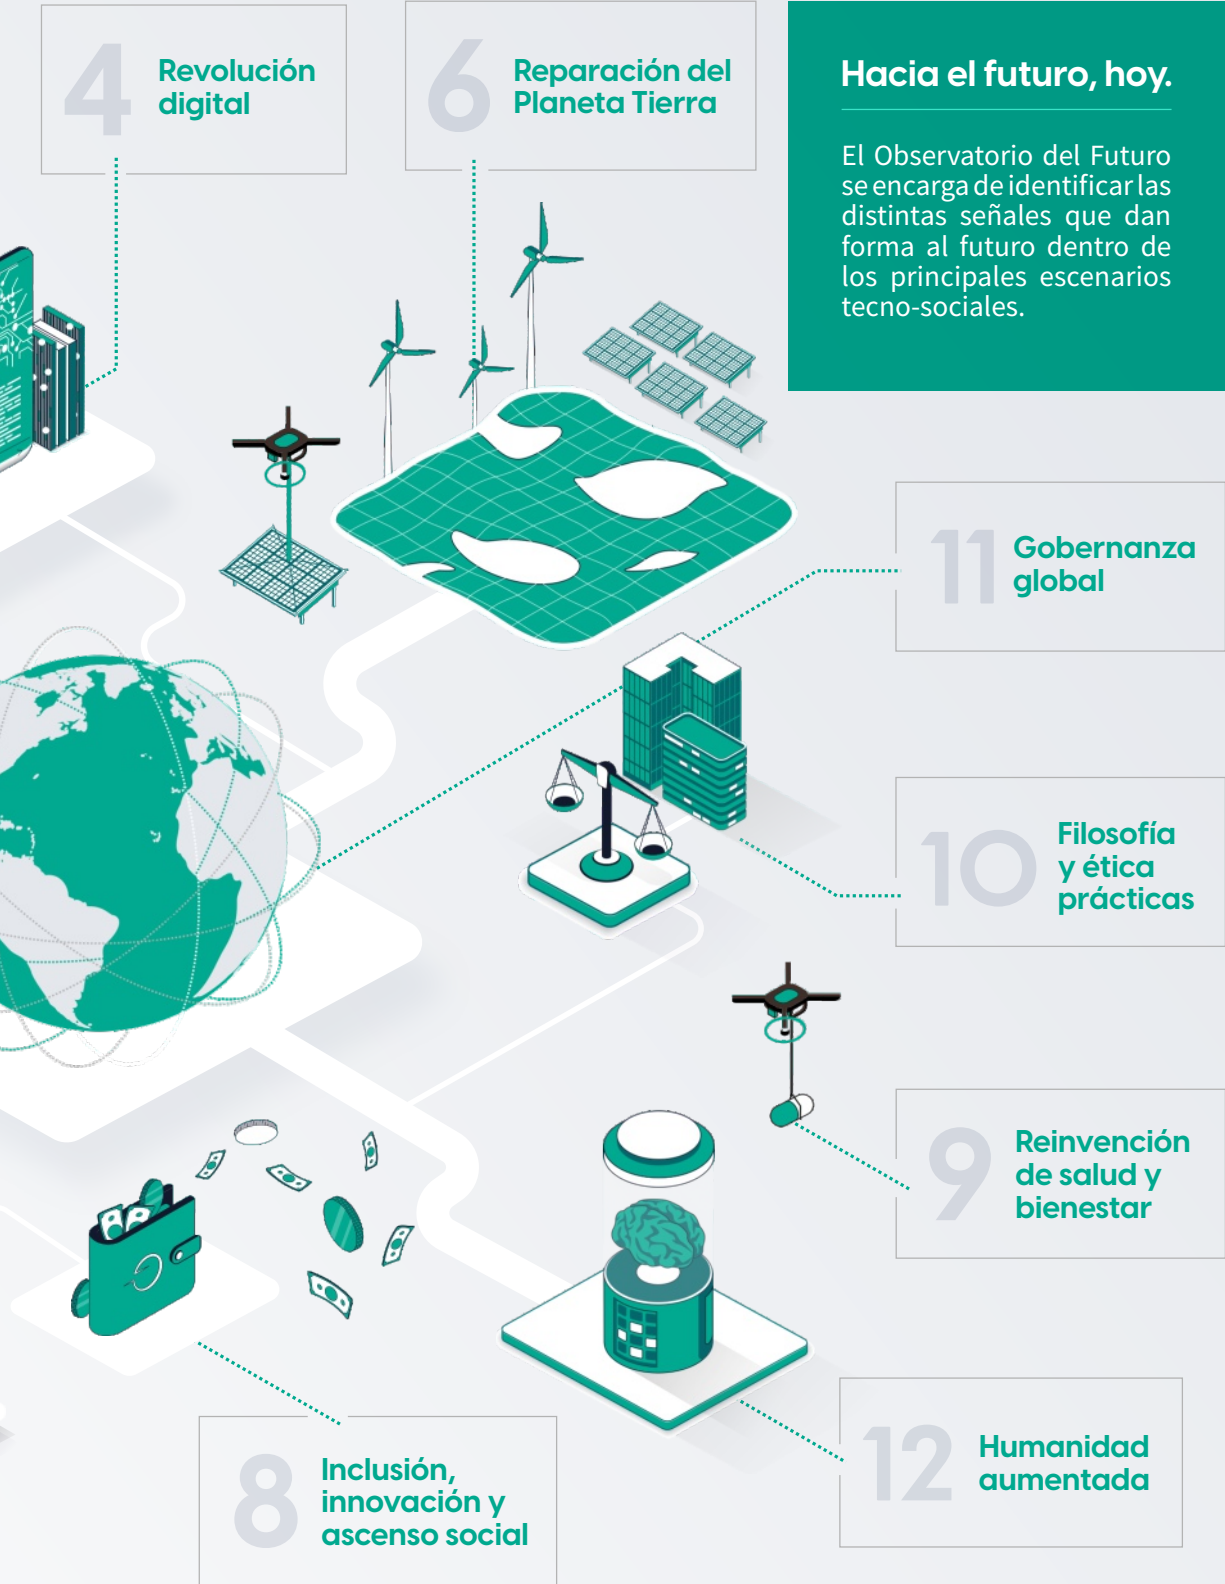 4
Revolución
digital
6
Reparación del
Planeta Tierra
Hacia el futuro, hoy.
El Observatorio del Futuro
se encarga de identificar las
distintas señales que dan
forma al futuro dentro de
los principales escenarios
tecno-sociales.
11
Gobernanza
global
10
Filosofía
y ética
prácticas
9
Reinvención
de salud y
bienestar
12
Humanidad
aumentada
8
Inclusión,
innovación y
ascenso social